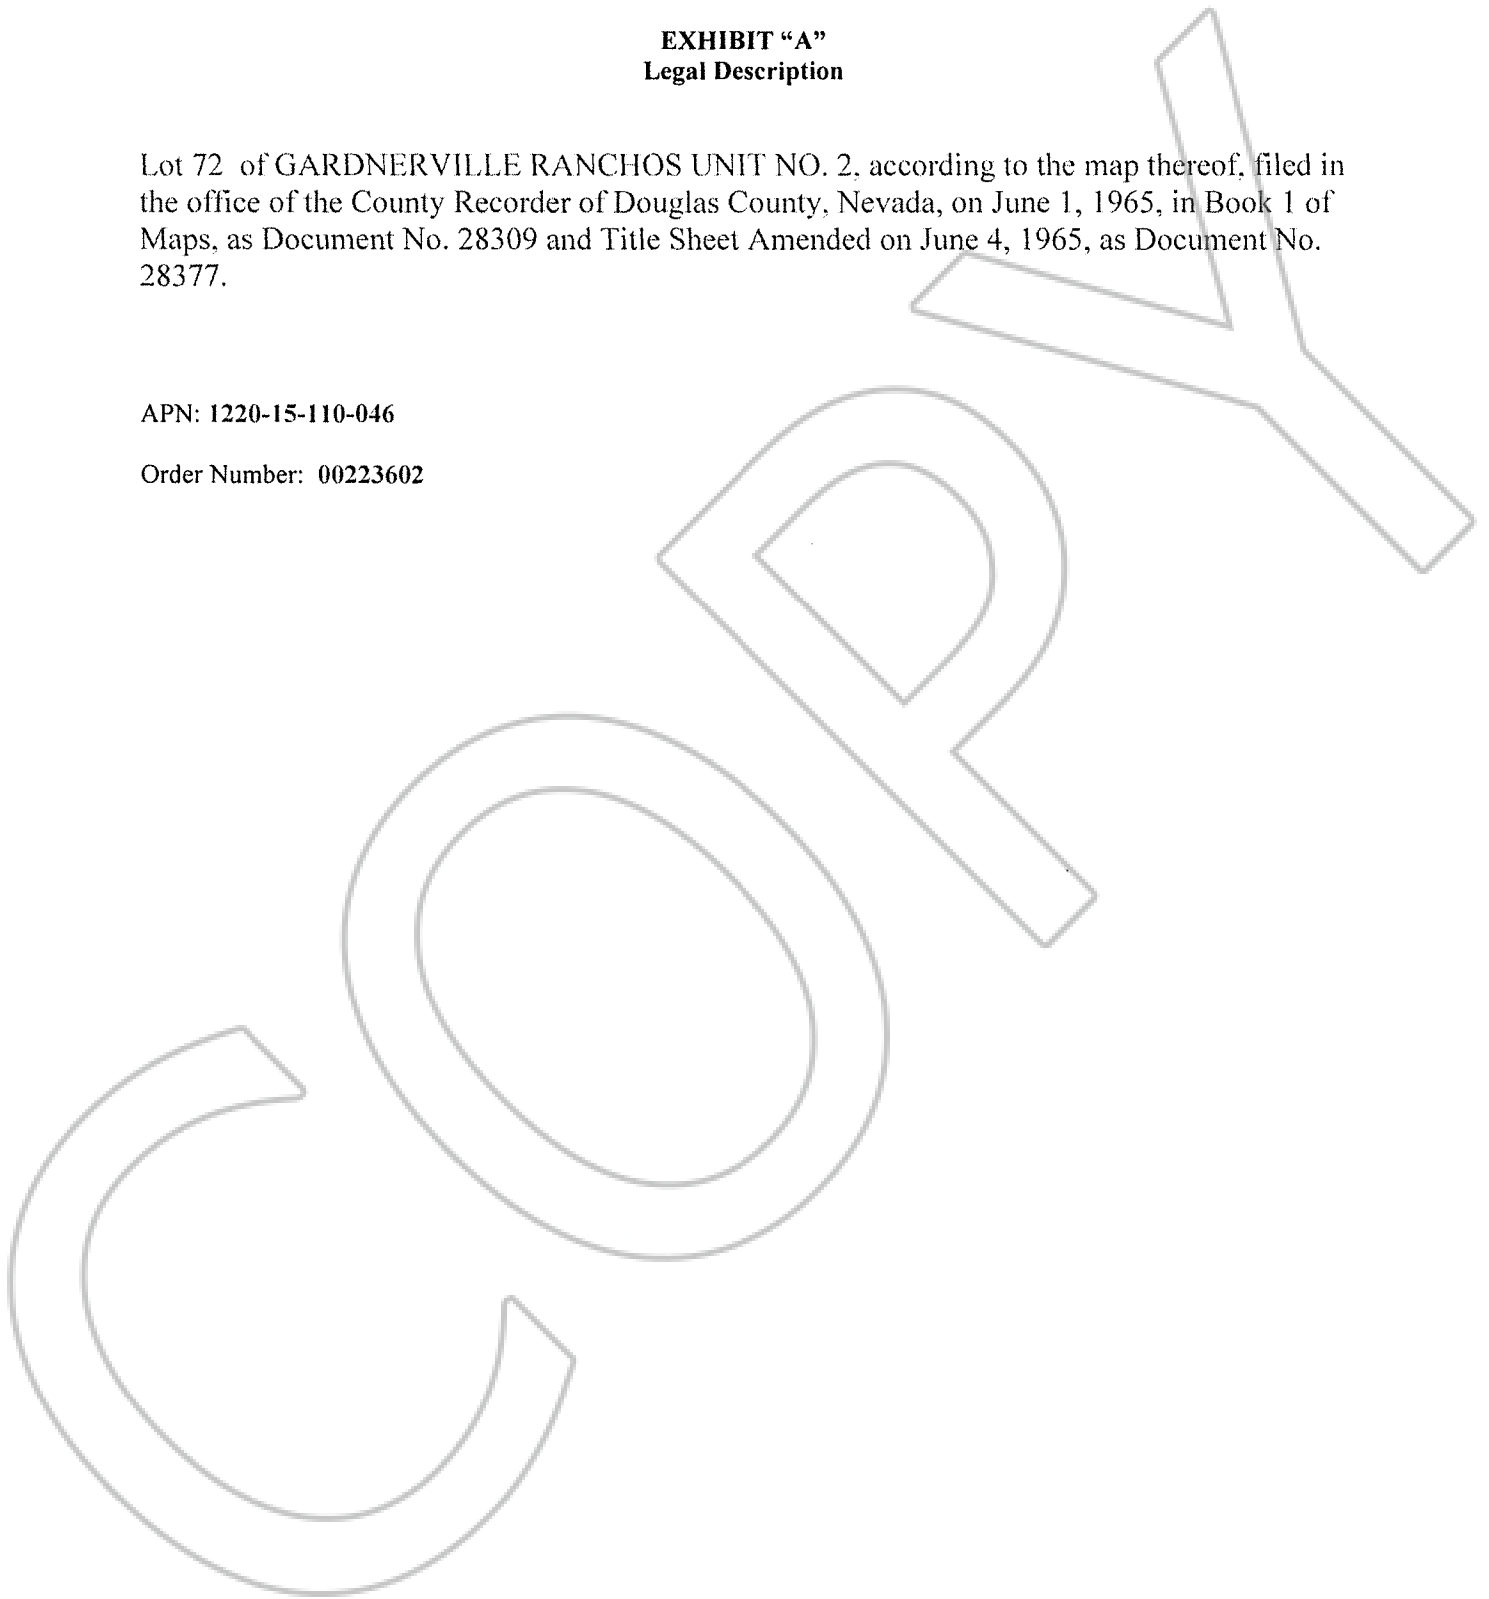 EXHIBIT “A”
Legal Description
Lot 72 of GARDNERVILLE RANCHOS UNIT NO. 2, according to the map thereof, filed in
the office of the County Recorder of Douglas County, Nevada, on June 1, 1965, in Book 1 of
Maps, as Document No. 28309 and Title Sheet Amended on June 4, 1965, as Document No.
28377.
APN: 1220-15-110-046
Order Number: 00223602
COPY